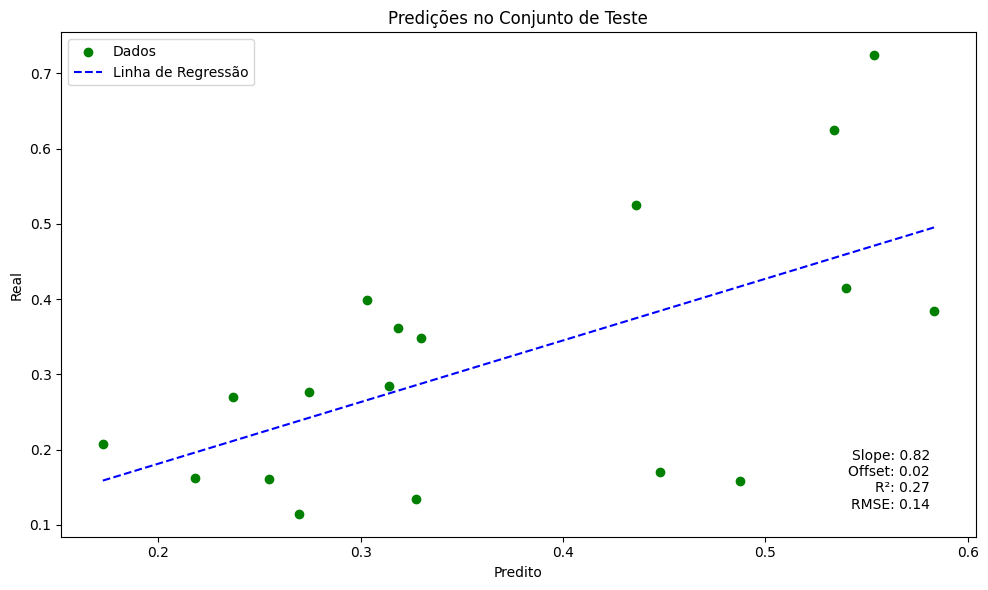 Predições no Conjunto de Teste
Dados
Linha de Regressão
Real
0.7
0.6
0.5
0.4
0.3
0.2
0.1
Slope: 0.82
Offset: 0.02
R²: 0.27
RMSE: 0.14
0.2 0.3 0.4 0.5 0.6
Predito